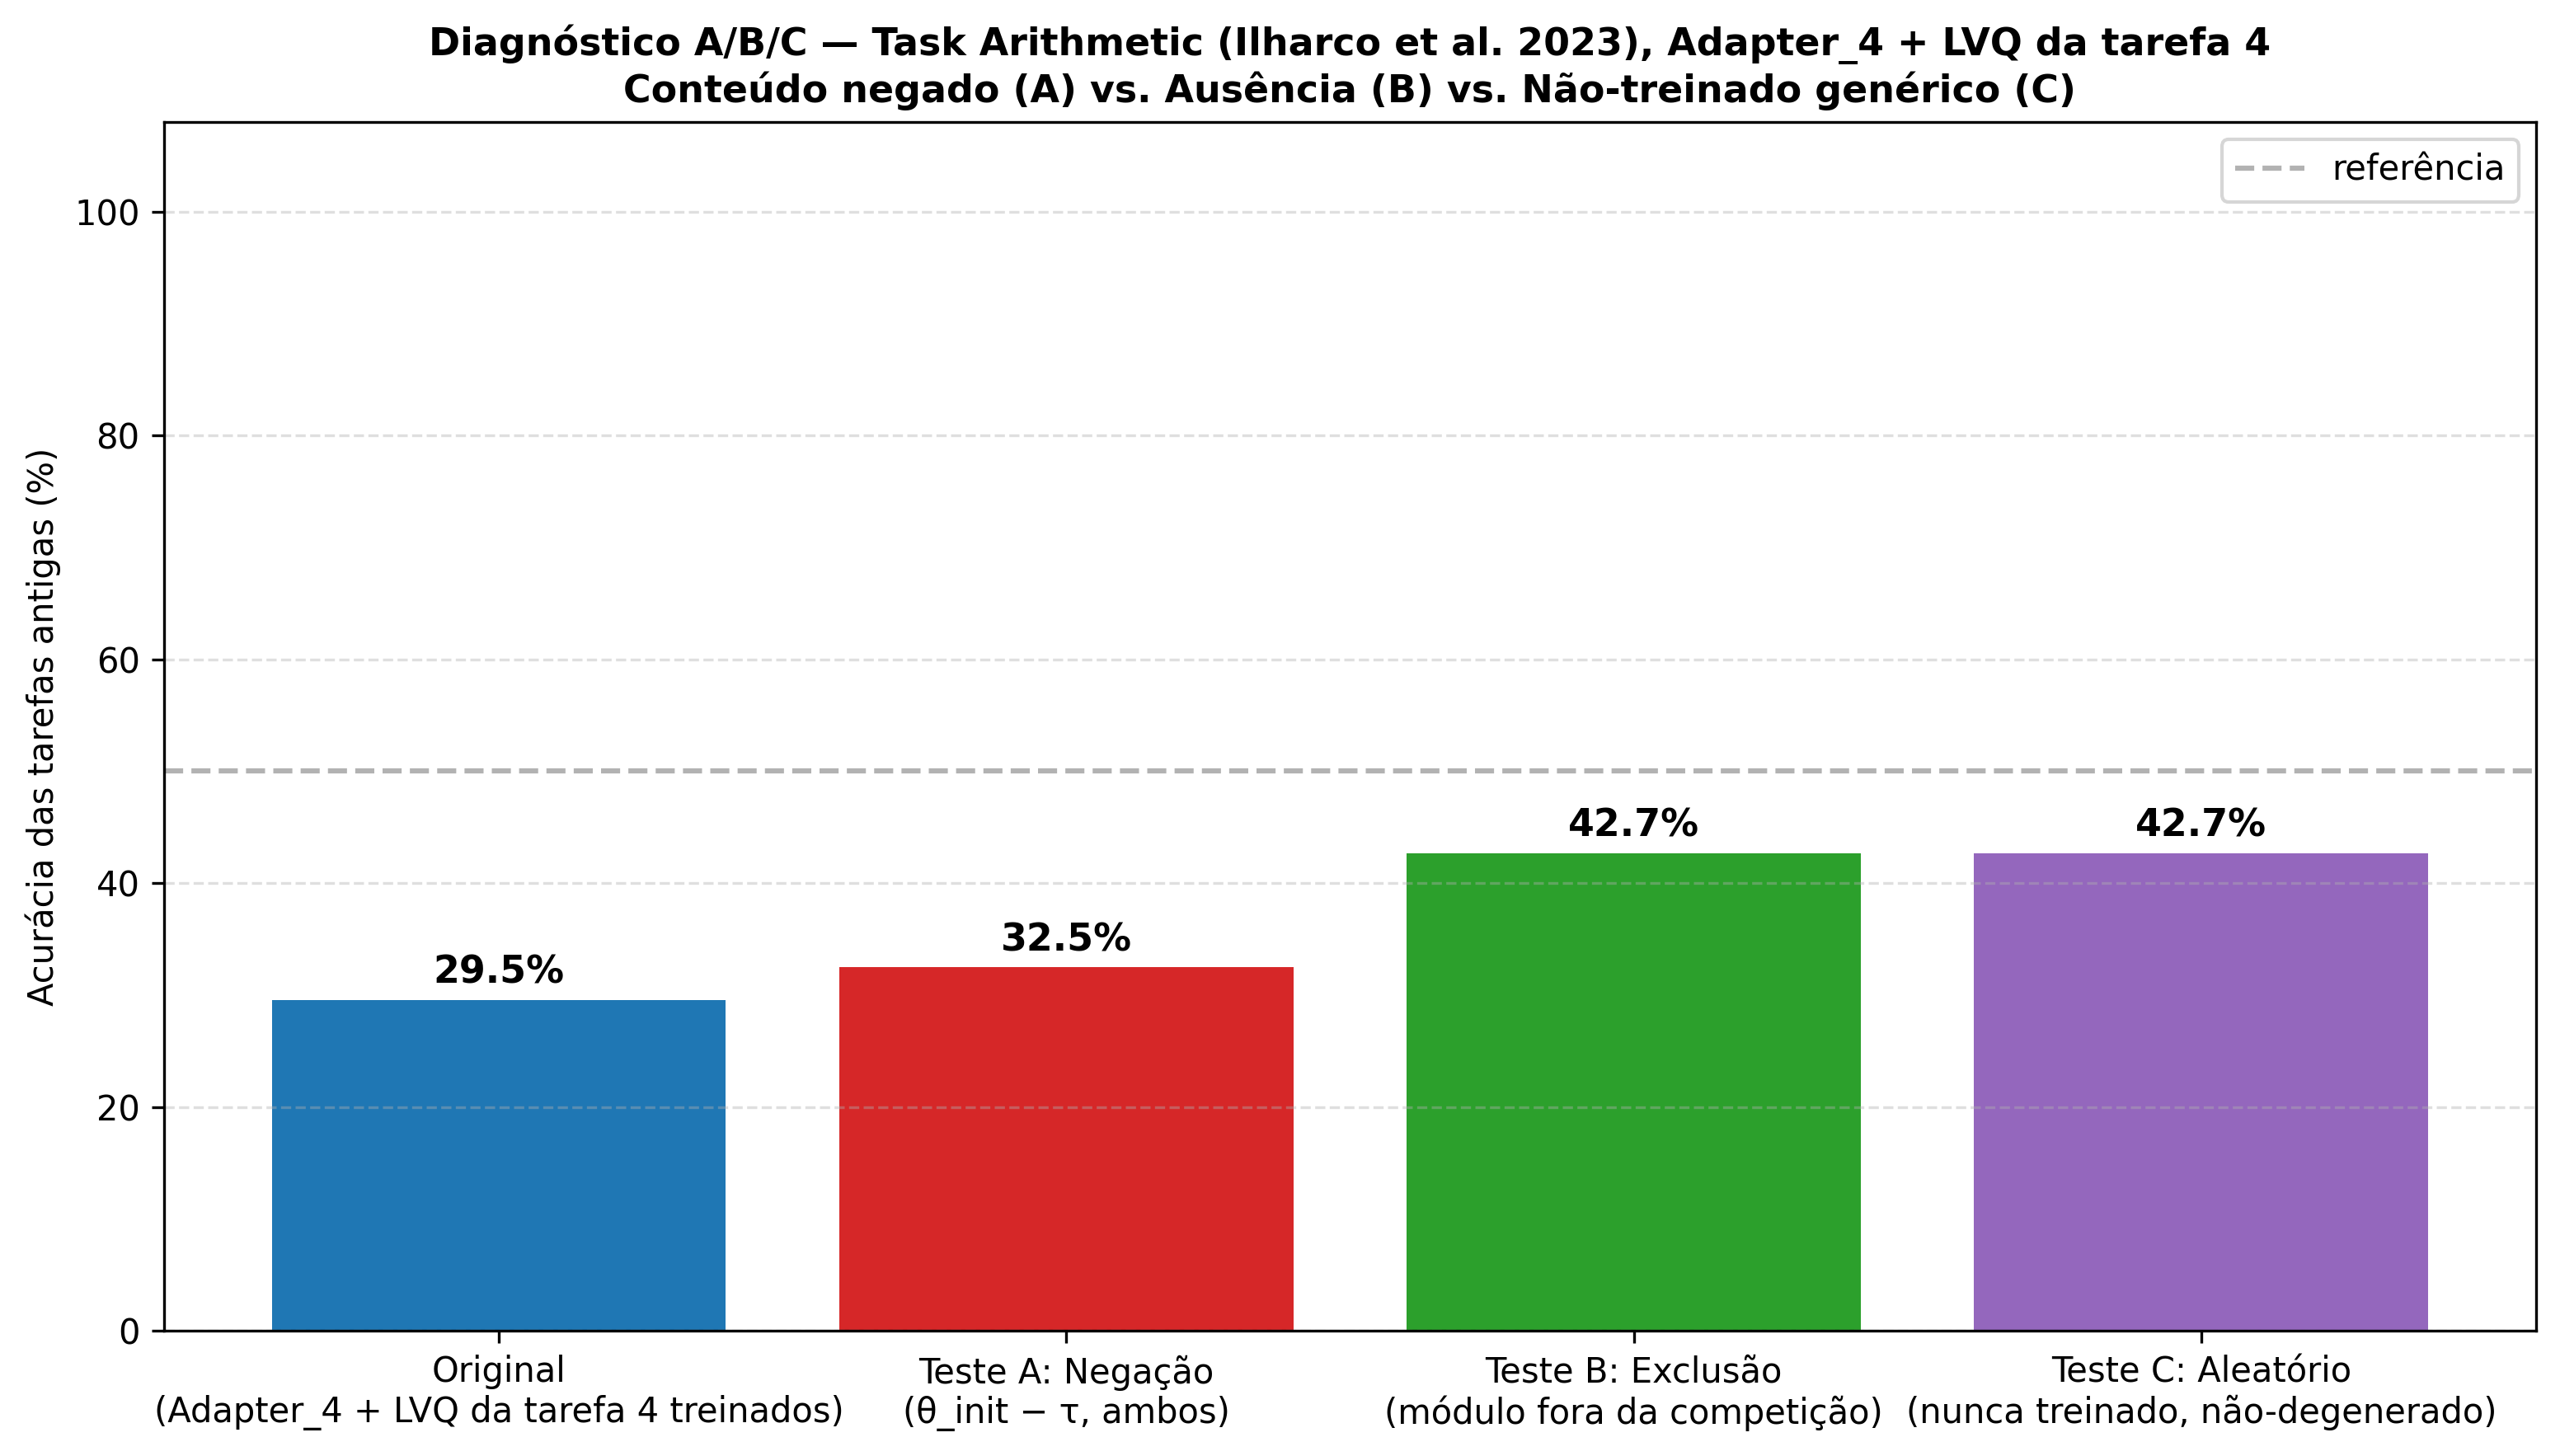 Diagnóstico A/B/C — Task Arithmetic (Ilharco et al. 2023), Adapter_4 + LVQ da tarefa 4
Conteúdo negado (A) vs. Ausência (B) vs. Não-treinado genérico (C)
referência
Acurácia das tarefas antigas (%)
100
80
60
40
20
0
29.5%
32.5%
42.7%
42.7%
Original
(Adapter_4 + LVQ da tarefa 4 treinados)
Teste A: Negação
(θ_init − τ, ambos)
Teste B: Exclusão
(módulo fora da competição)
Teste C: Aleatório
(nunca treinado, não-degenerado)